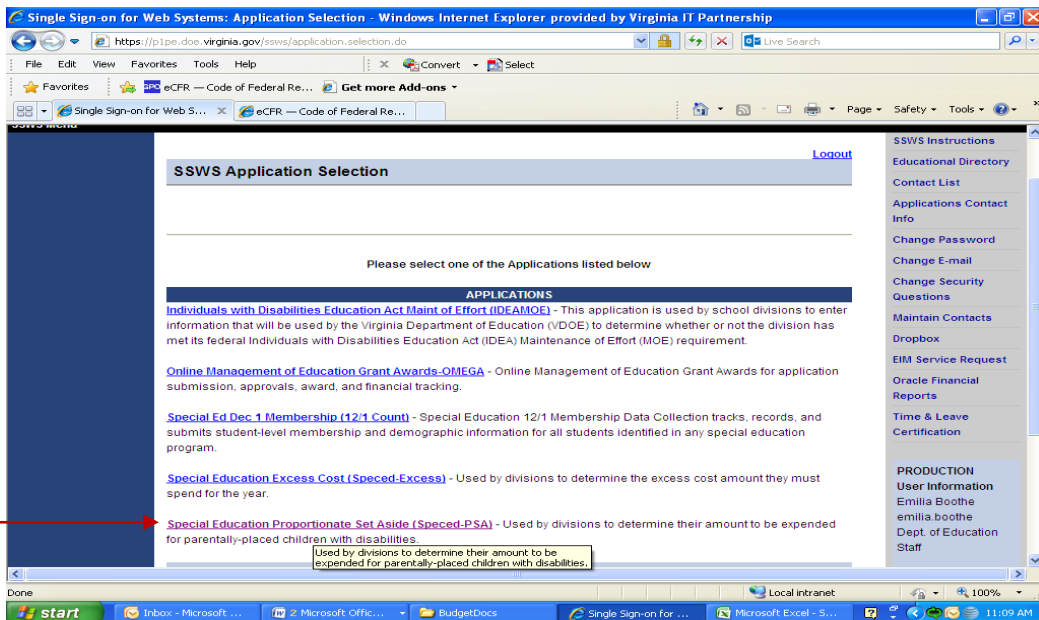 Single Sign-on for Web Systems: Application Selection - Windows Internet Explorer provided by Virginia IT Partnership
https://p1pe.doe.virginia.gov/ssws/application.selection.do
Live Search
File Edit View Favorites Tools Help
Convert
Select
Favorites
eCFR — Code of Federal Re...
Get more Add-ons
Single Sign-on for Web S...
eCFR — Code of Federal Re...
Page
Safety
Tools
SSWS Menu
Logout
SSWS Application Selection
Please select one of the Applications listed below
APPLICATIONS
Individuals with Disabilities Education Act Maint of Effort (IDEAMOE) - This application is used by school divisions to enter
information that will be used by the Virginia Department of Education (VDOE) to determine whether or not the division has
met its federal Individuals with Disabilities Education Act (IDEA) Maintenance of Effort (MOE) requirement.
Online Management of Education Grant Awards-OMEGA - Online Management of Education Grant Awards for application
submission, approvals, award, and financial tracking.
Special Ed Dec 1 Membership (12/1 Count) - Special Education 12/1 Membership Data Collection tracks, records, and
submits student-level membership and demographic information for all students identified in any special education
program.
Special Education Excess Cost (Speced-Excess) - Used by divisions to determine the excess cost amount they must
spend for the year.
Special Education Proportionate Set Aside (Speced-PSA) - Used by divisions to determine their amount to be expended
for parentally-placed children with disabilities.
Used by divisions to determine their amount to be
expended for parentally-placed children with disabilities.
SSWS Instructions
Educational Directory
Contact List
Applications Contact
Info
Change Password
Change E-mail
Change Security
Questions
Maintain Contacts
Dropbox
EIM Service Request
Oracle Financial
Reports
Time & Leave
Certification
PRODUCTION
User Information
Emilia Boothe
emilia.boothe
Dept. of Education
Staff
Done
Local intranet
100%
start
Inbox - Microsoft ...
2 Microsoft Offic...
BudgetDocs
Single Sign-on for ...
Microsoft Excel - S...
11:09 AM